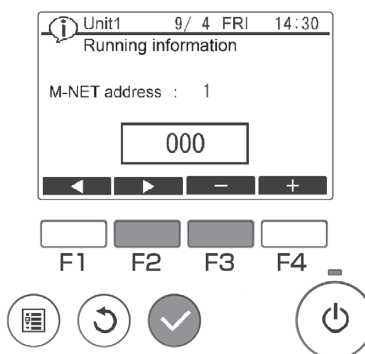 Unit1 9/ 4 FRI 14:30
Running information
M-NET address : 1
000
− +
F1 F2 F3 F4